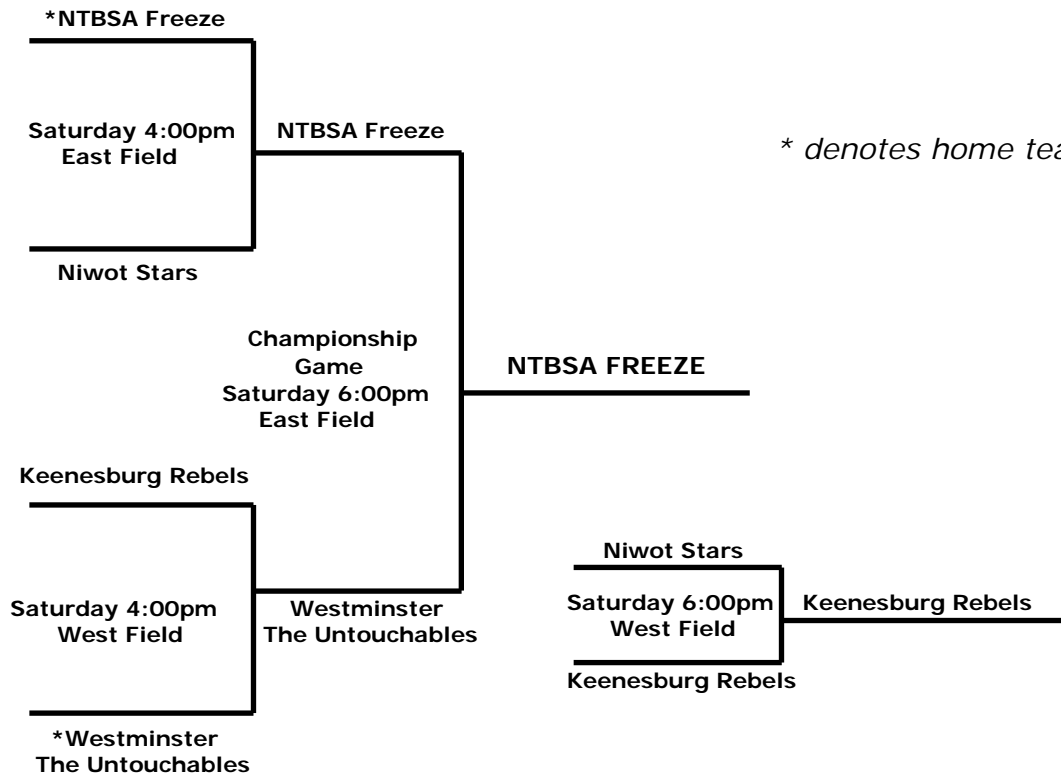 *NTBSA Freeze
Saturday 4:00pm
East Field
NTBSA Freeze
* denotes home tea
Niwot Stars
Championship
Game
Saturday 6:00pm
East Field
NTBSA FREEZE
Keenesburg Rebels
Saturday 4:00pm
West Field
Westminster
The Untouchables
*Westminster
The Untouchables
Niwot Stars
Saturday 6:00pm
West Field
Keenesburg Rebels
Keenesburg Rebels